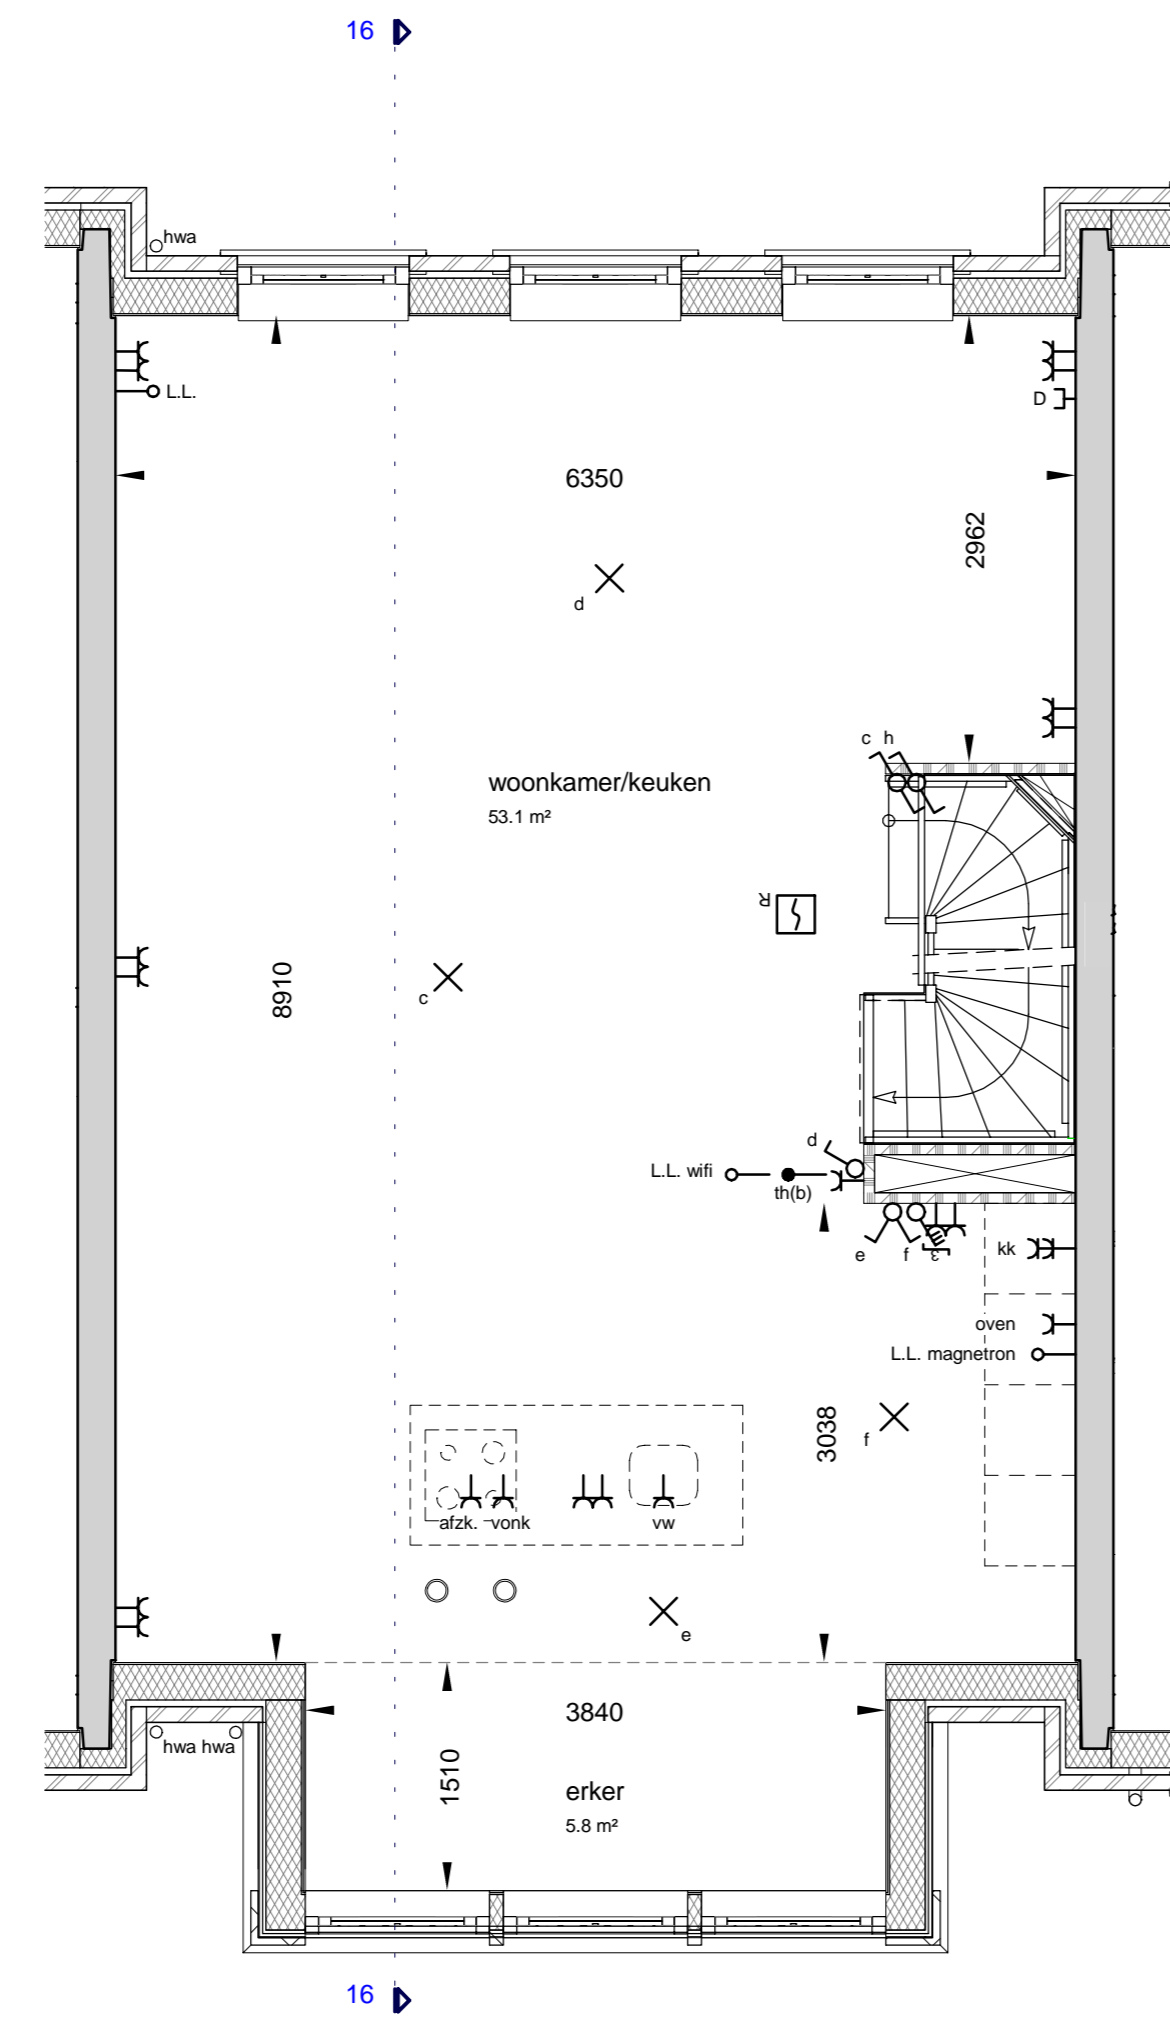 16
hwa
L.L.
D
6350
2962
d
c h
woonkamer/keuken
53.1 m²
R
8910
c
d
L.L. wifi
th(b)
e f ε
kk
oven
L.L. magnetron
3038
f
afzk. vonk vw
e
3840
hwa hwa
1510
erker
5.8 m²
16